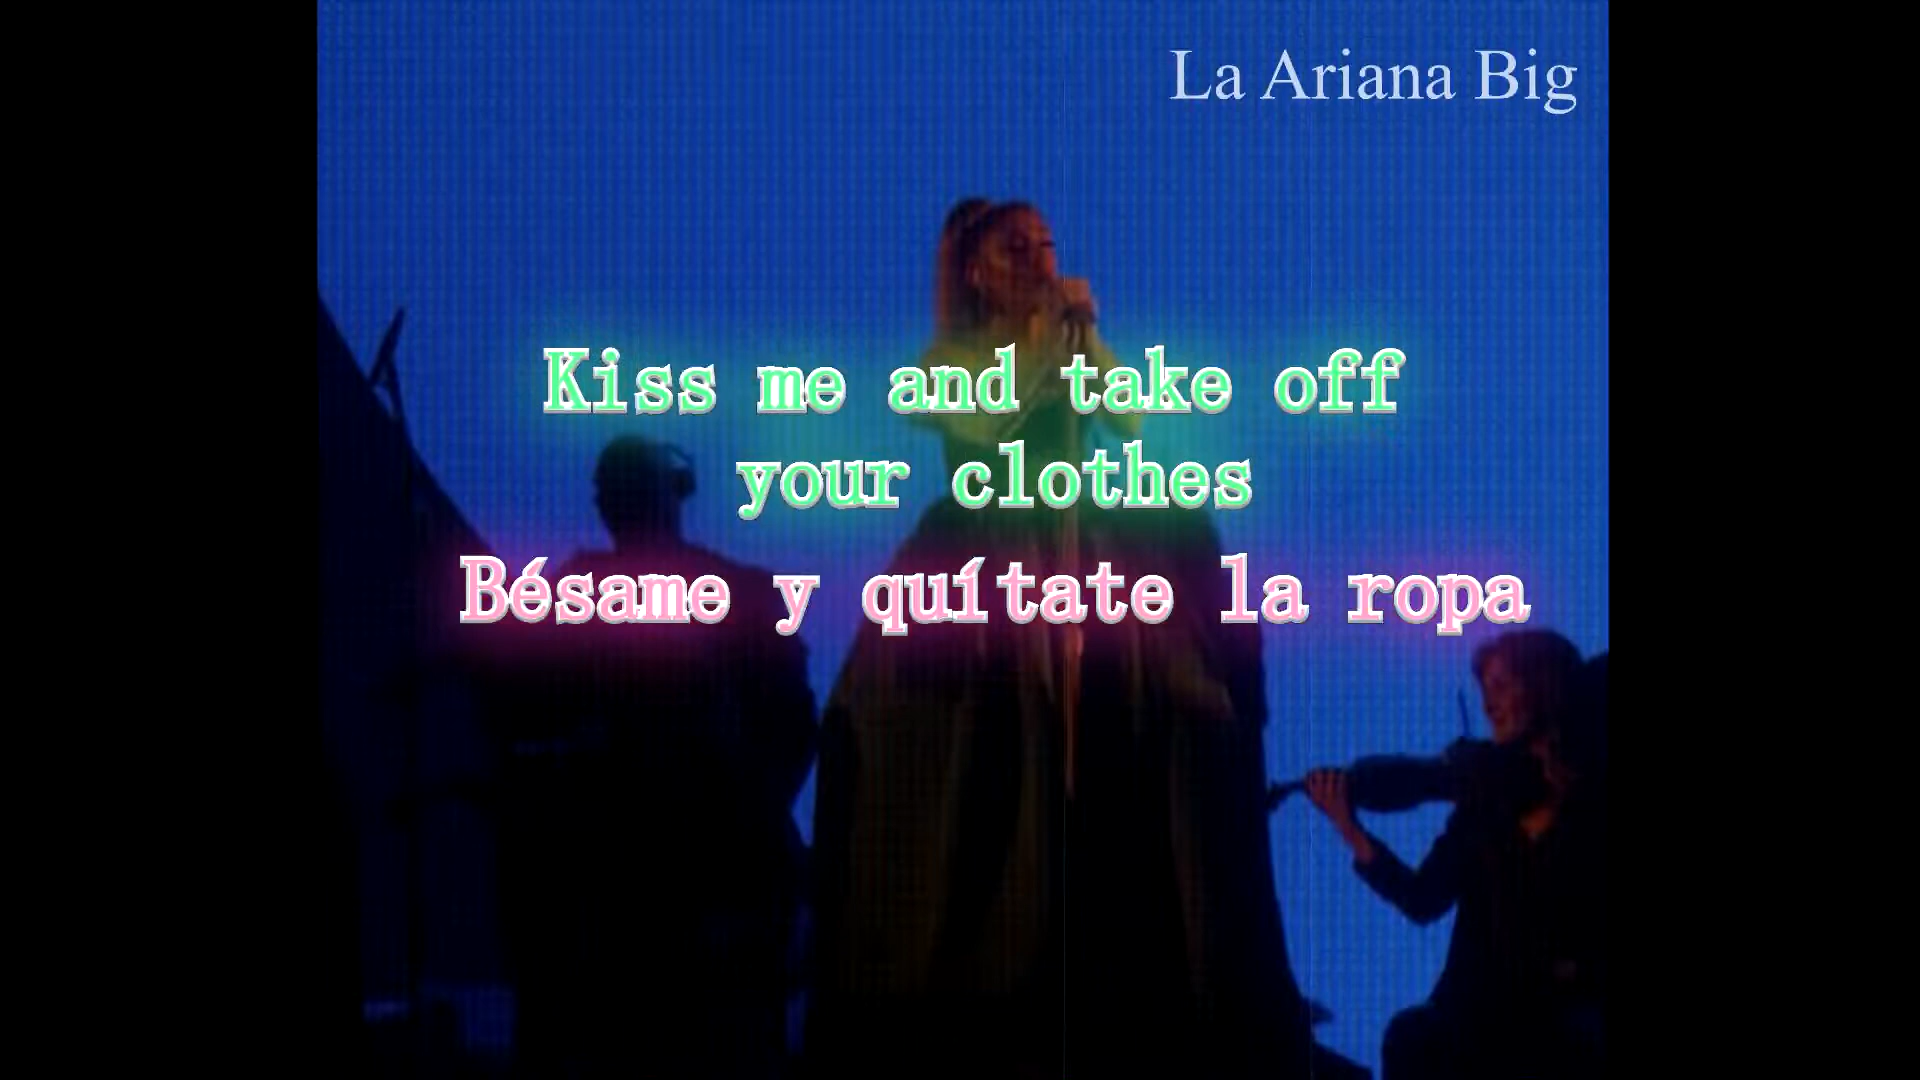 La Ariana Big
Kiss me and take off
your clothes
Bésame y quítate la ropa